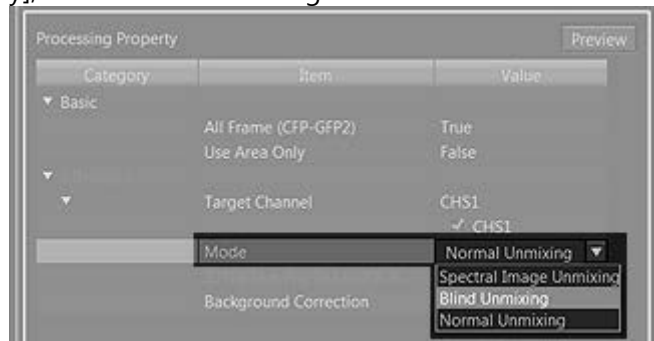 y],
Processing Property Preview
Category Item Value
▼ Basic
All Frame (CFP-GFP2) True
Use Area Only False
▼
▼ Target Channel CHS1
✓ CHS1
Mode Normal Unmixing ▼
Spectral Image Unmixing
Background Correction Blind Unmixing
Normal Unmixing